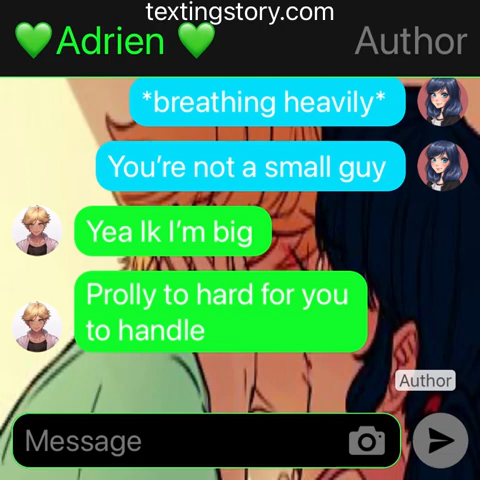 textingstory.com
💚Adrien 💚
Author
*breathing heavily*
You’re not a small guy
Yea Ik I’m big
Prolly to hard for you
to handle
Author
Message